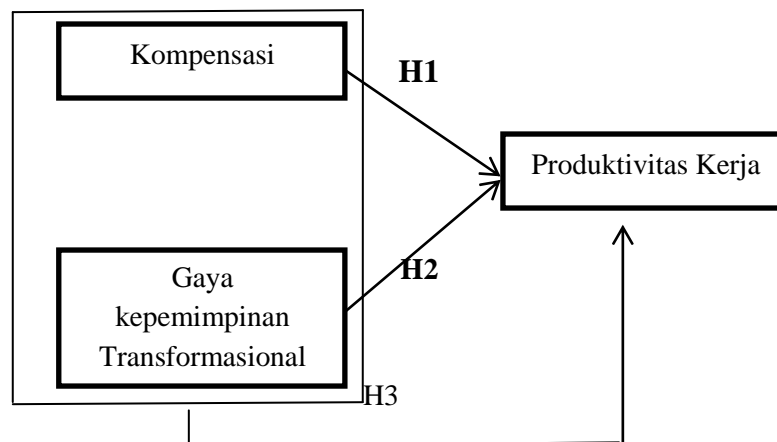 Kompensasi
H1
Produktivitas Kerja
H2
Gaya
kepemimpinan
Transformasional
H3